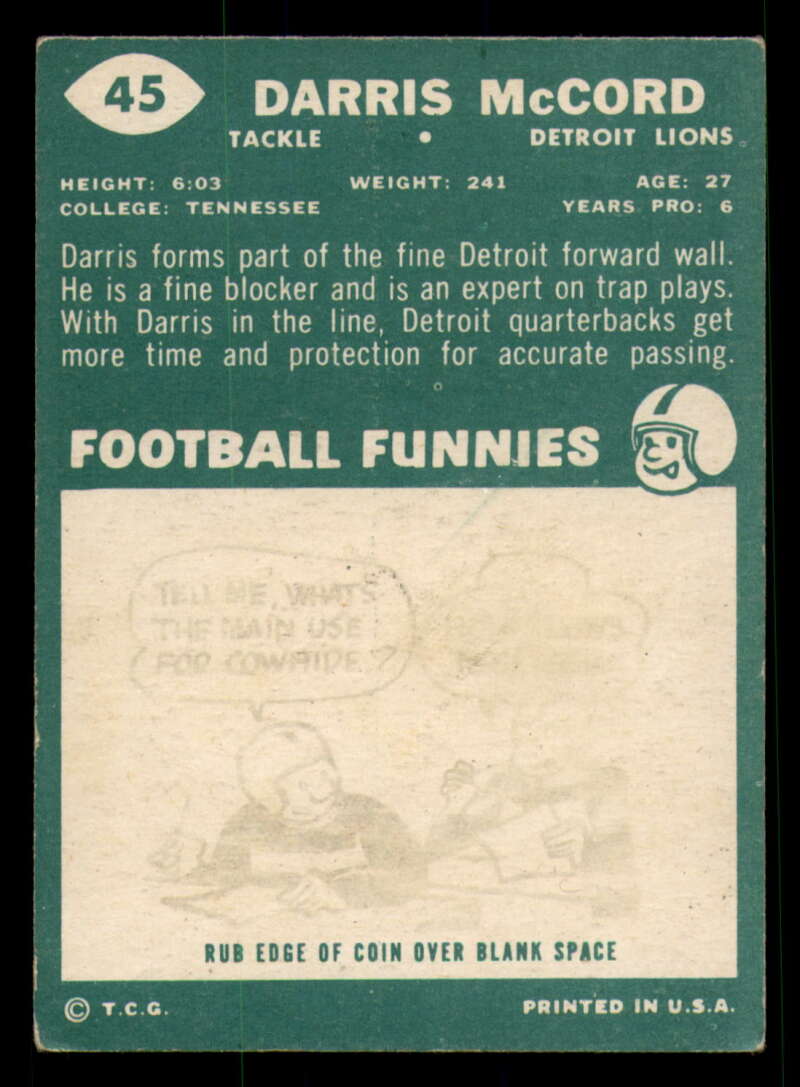 45
DARRIS McCORD
TACKLE • DETROIT LIONS
HEIGHT: 6:03 WEIGHT: 241 AGE: 27
COLLEGE: TENNESSEE YEARS PRO: 6
Darris forms part of the fine Detroit forward wall.
He is a fine blocker and is an expert on trap plays.
With Darris in the line, Detroit quarterbacks get
more time and protection for accurate passing.
FOOTBALL FUNNIES
TELL ME, WHATS
THE MAIN USE
FOR COWHIDE?
RUB EDGE OF COIN OVER BLANK SPACE
© T.C.G. PRINTED IN U.S.A.